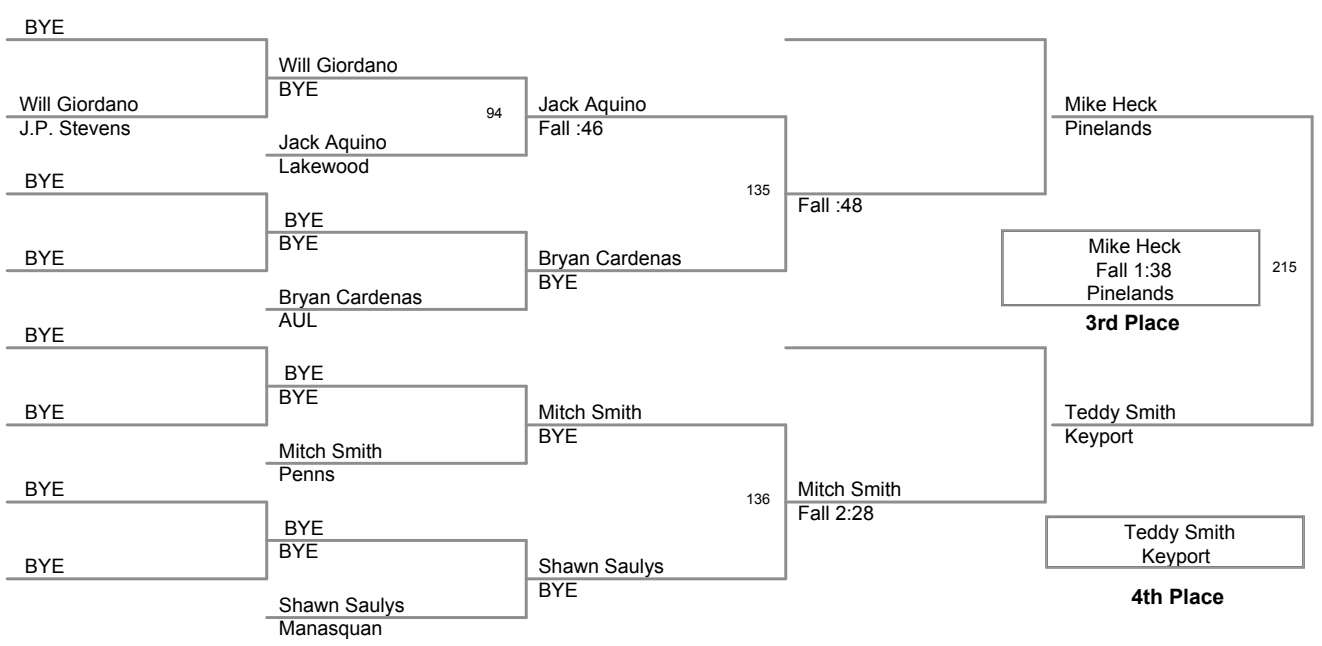 BYE
Will Giordano
BYE
Will Giordano
J.P. Stevens
94
Jack Aquino
Fall :46
Mike Heck
Pinelands
Jack Aquino
Lakewood
BYE
135
Fall :48
BYE
BYE
BYE
Bryan Cardenas
BYE
Mike Heck
Fall 1:38
Pinelands
215
Bryan Cardenas
AUL
3rd Place
BYE
BYE
BYE
BYE
Mitch Smith
BYE
Teddy Smith
Keyport
Mitch Smith
Penns
BYE
136
Mitch Smith
Fall 2:28
BYE
BYE
Teddy Smith
Keyport
BYE
Shawn Saulys
BYE
4th Place
Shawn Saulys
Manasquan